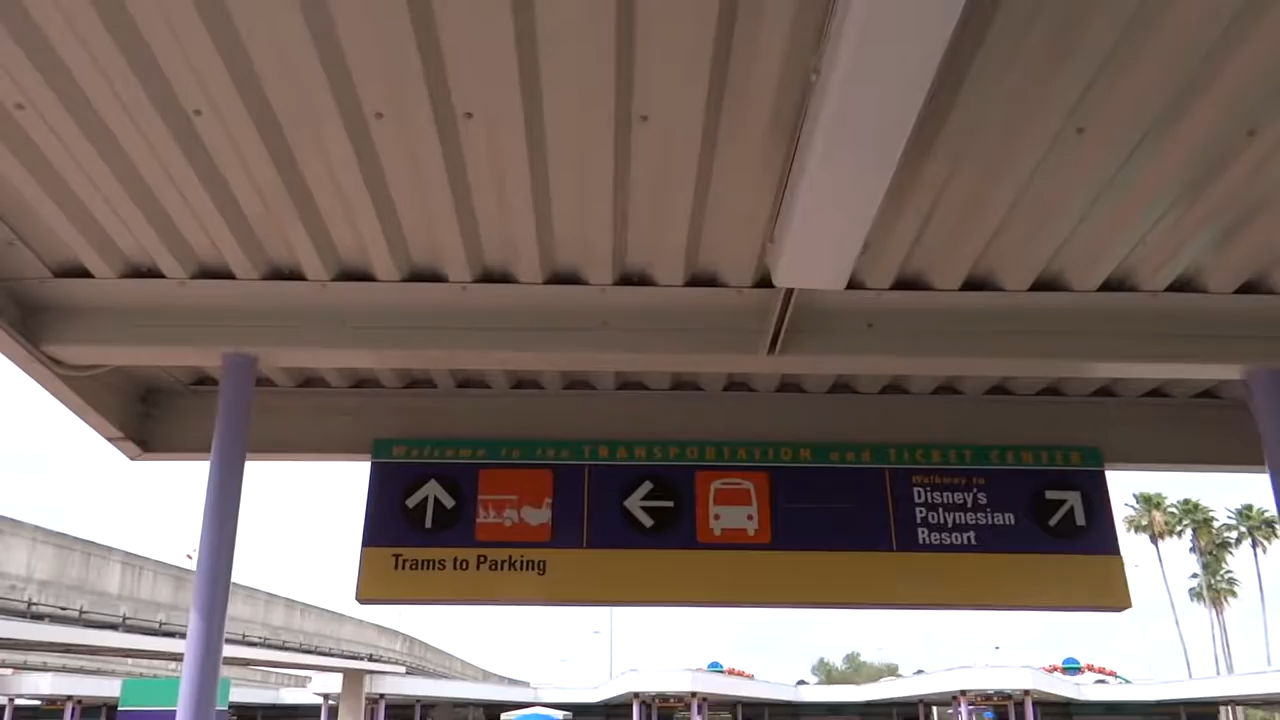 Welcome to the TRANSPORTATION and TICKET CENTER
Walkway to
Disney's
Polynesian
Resort
Trams to Parking